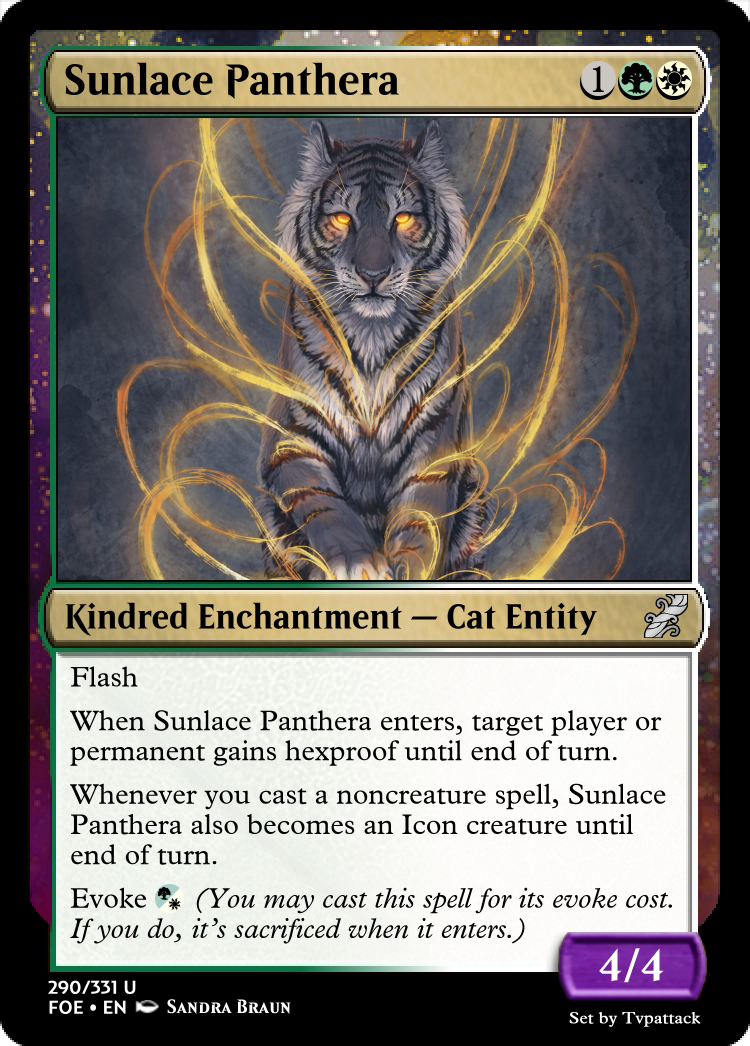 Sunlace Panthera 1
Kindred Enchantment — Cat Entity
Flash
When Sunlace Panthera enters, target player or
permanent gains hexproof until end of turn.
Whenever you cast a noncreature spell, Sunlace
Panthera also becomes an Icon creature until
end of turn.
Evoke (You may cast this spell for its evoke cost.
If you do, it's sacrificed when it enters.)
4/4
290/331 U
FOE • EN Sandra Braun
Set by Tvpattack